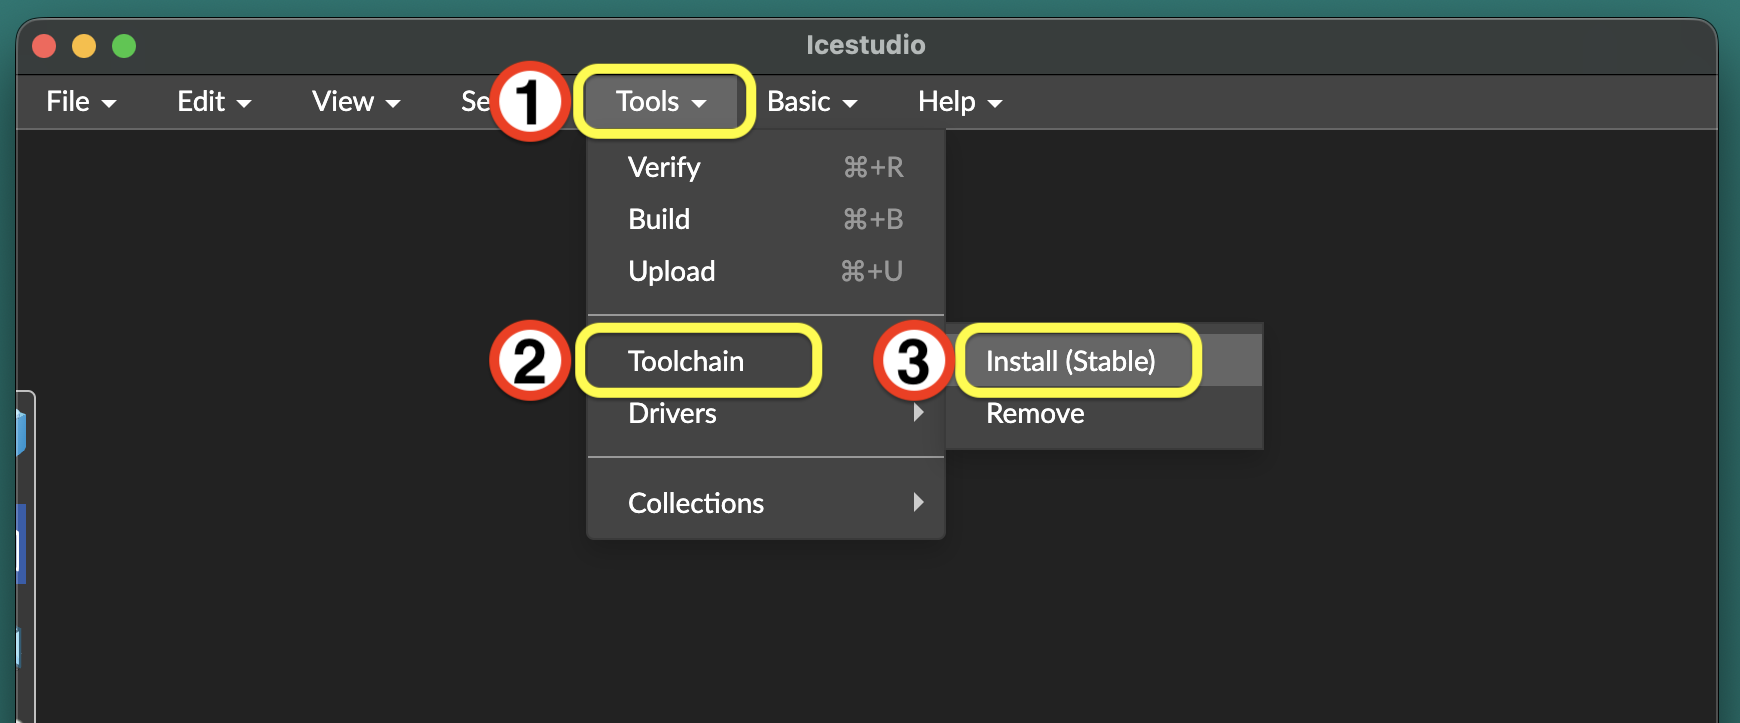 Icestudio
File Edit View Se 1 Tools Basic Help
Verify ⌘+R
Build ⌘+B
Upload ⌘+U
2 Toolchain 3 Install (Stable)
Drivers Remove
Collections